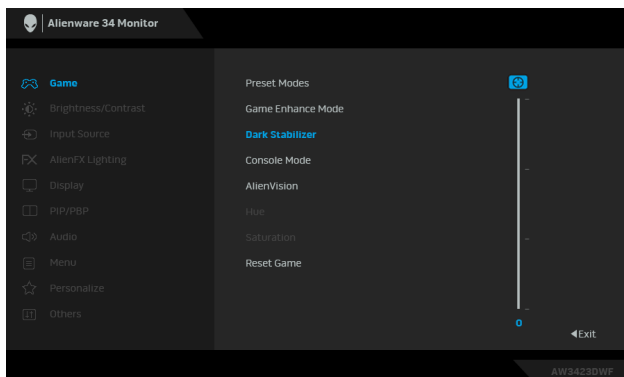 Alienware 34 Monitor
Game
Brightness/Contrast
Input Source
FX AlienFX Lighting
Display
PIP/PBP
Audio
Menu
Personalize
Others
Preset Modes
Game Enhance Mode
Dark Stabilizer
Console Mode
AlienVision
Hue
Saturation
Reset Game
0
◀Exit
AW3423DWF